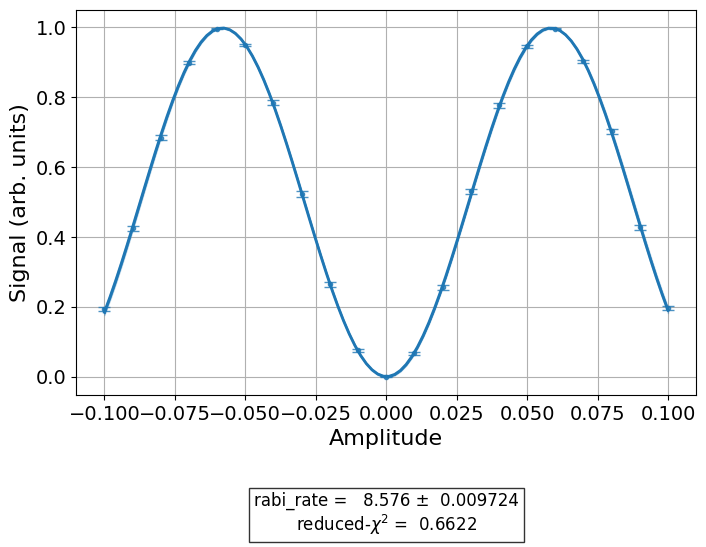 Signal (arb. units)
1.0
0.8
0.6
0.4
0.2
0.0
−0.100 −0.075 −0.050 −0.025 0.000 0.025 0.050 0.075 0.100
Amplitude
rabi_rate = 8.576 ± 0.009724
reduced-χ² = 0.6622